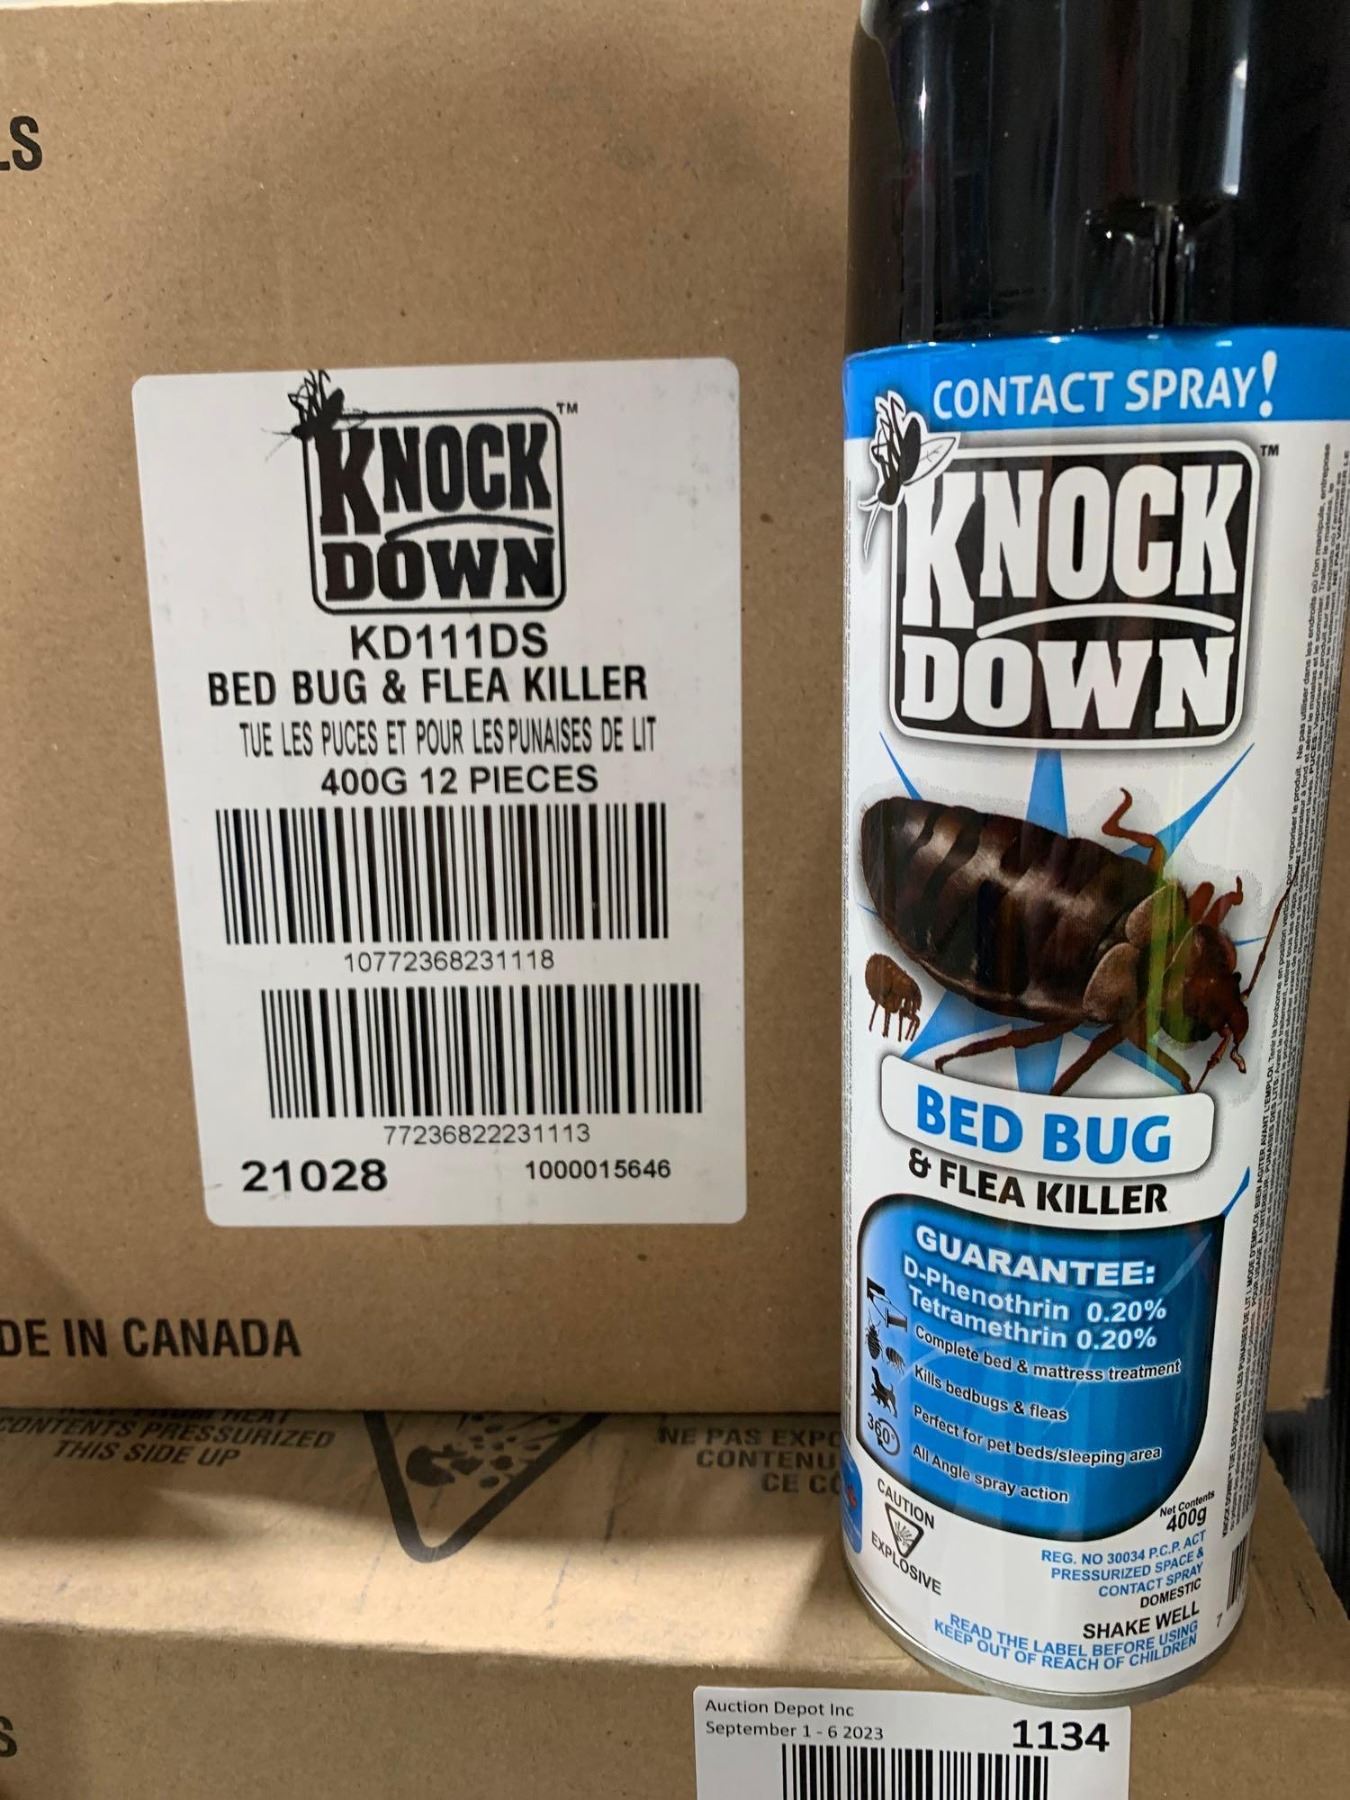 LS
KNOCK
DOWN
TM
KD111DS
BED BUG & FLEA KILLER
TUE LES PUCES ET POUR LES PUNAISES DE LIT
400G 12 PIECES
10772368231118
77236822231113
21028
1000015646
DE IN CANADA
CONTENTS PRESSURIZED
THIS SIDE UP
NE PAS EXPO
CONTENU
CE CO
CONTACT SPRAY!
KNOCK
DOWN
TM
BED BUG
& FLEA KILLER
GUARANTEE:
D-Phenothrin 0.20%
Tetramethrin 0.20%
Complete bed & mattress treatment
Kills bedbugs & fleas
Perfect for pet beds/sleeping area
360°
All Angle spray action
CAUTION
EXPLOSIVE
Net Contents
400g
REG. NO 30034 P.C.P. ACT
PRESSURIZED SPACE &
CONTACT SPRAY
DOMESTIC
SHAKE WELL
READ THE LABEL BEFORE USING
KEEP OUT OF REACH OF CHILDREN
7
S
Auction Depot Inc
September 1 - 6 2023
1134